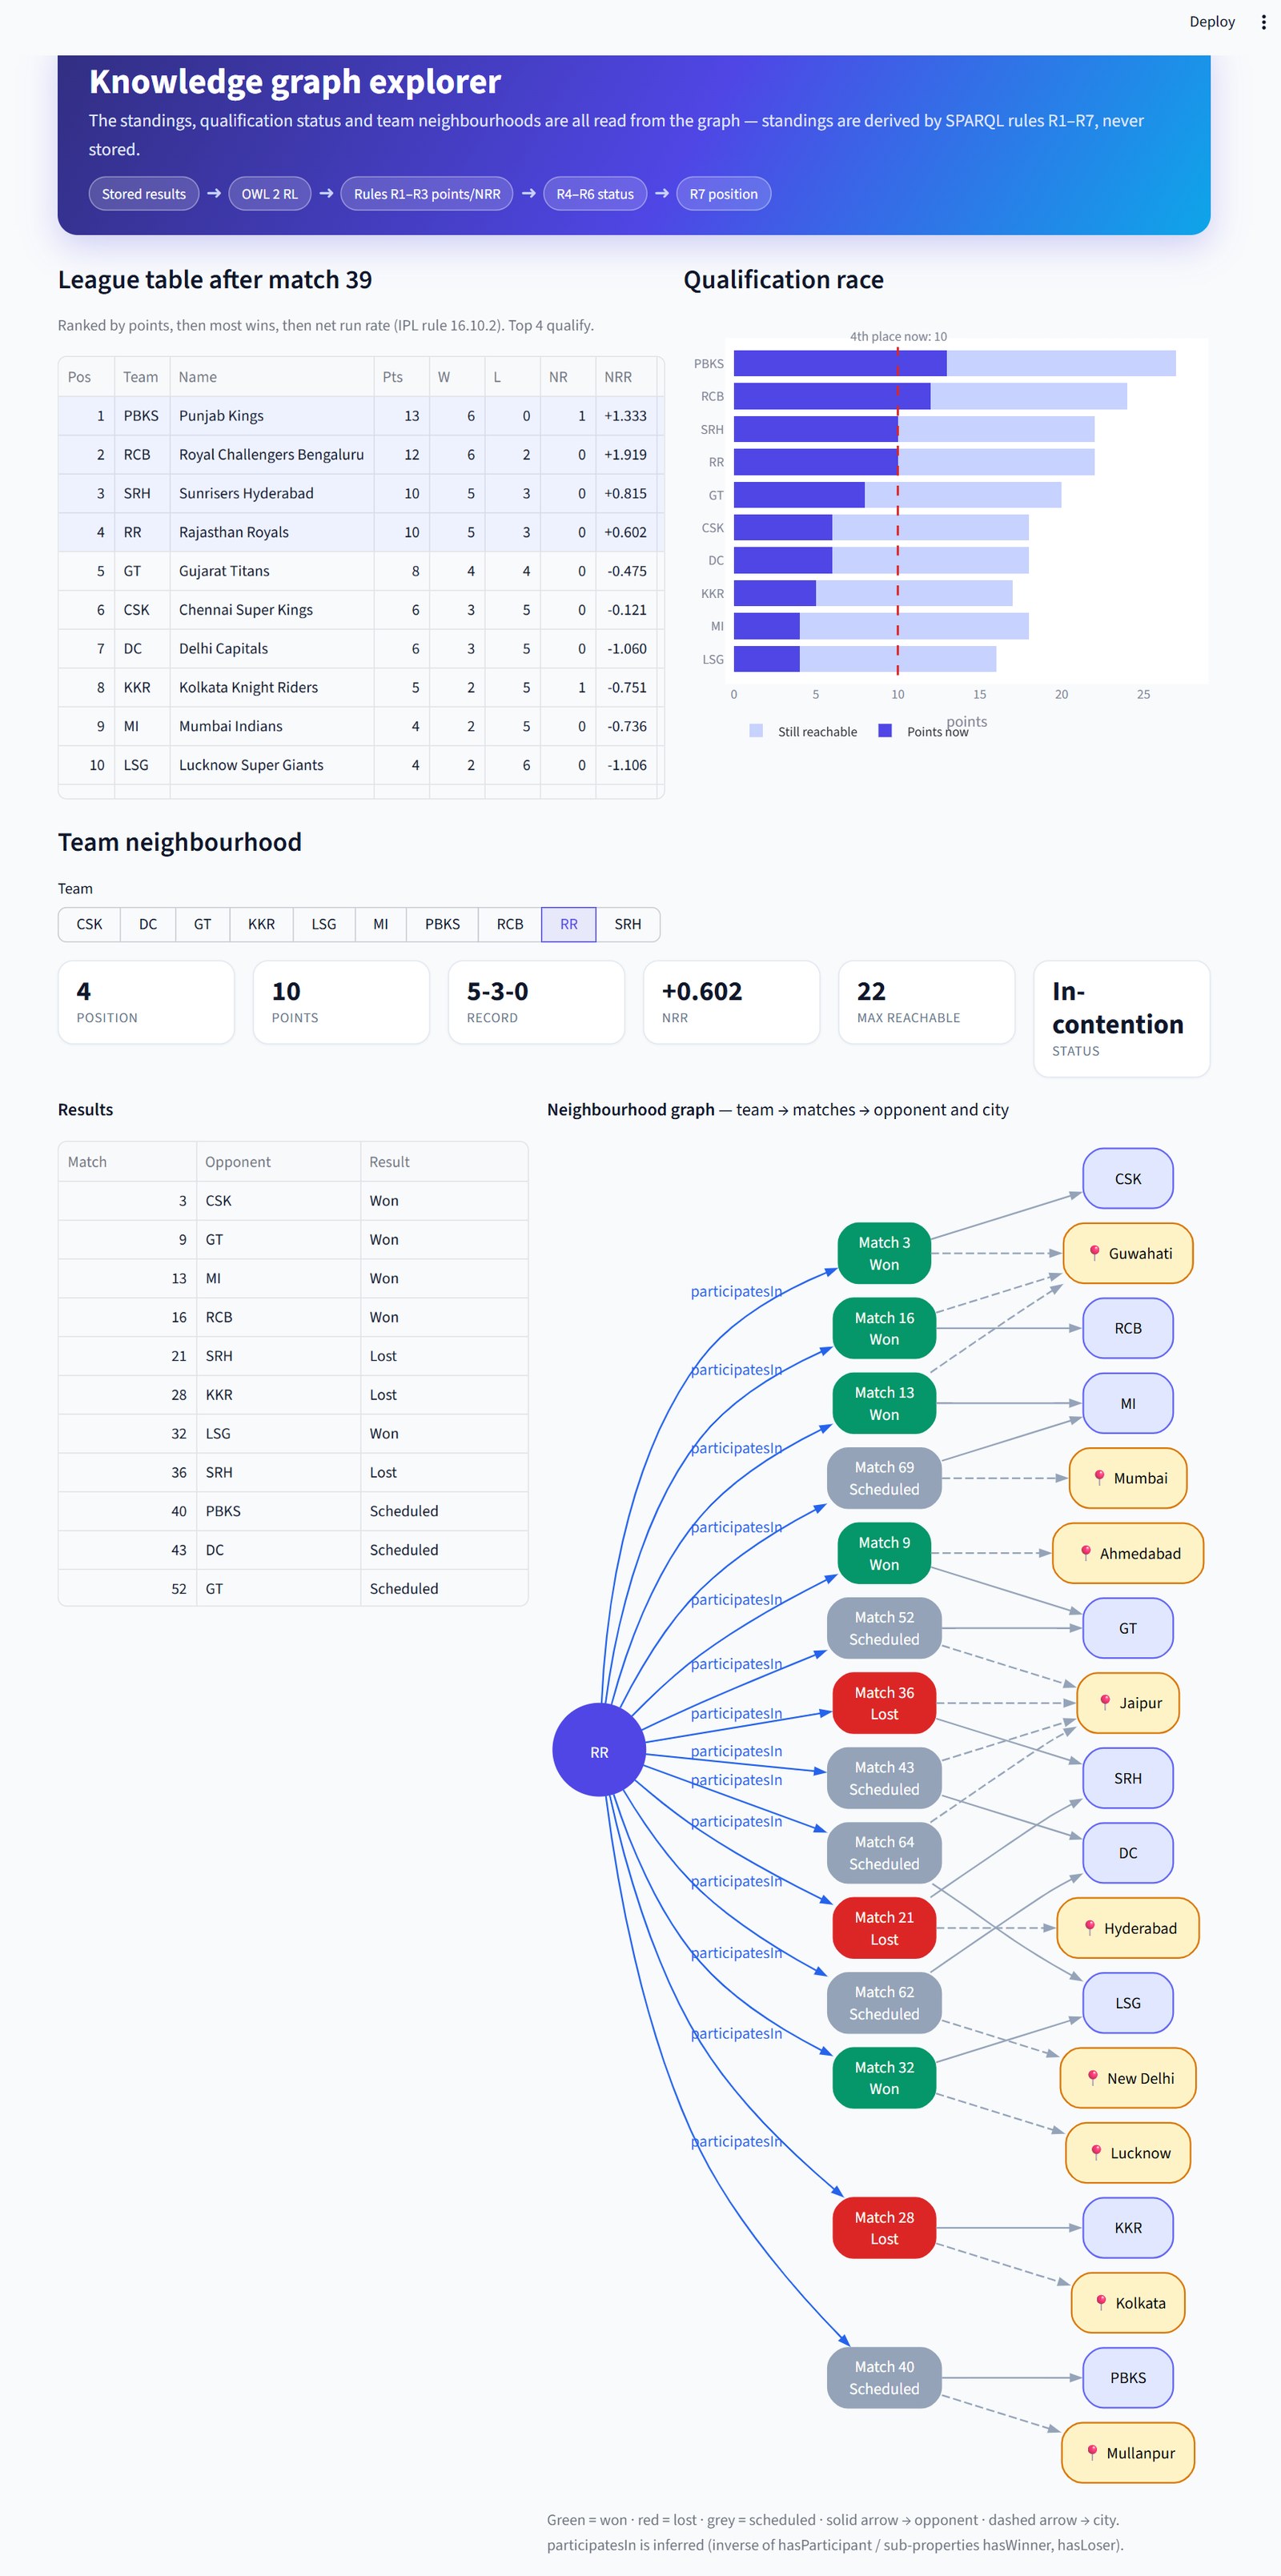 Deploy
Knowledge graph explorer
The standings, qualification status and team neighbourhoods are all read from the graph — standings are derived by SPARQL rules R1–R7, never
stored.
Stored results → OWL 2 RL → Rules R1–R3 points/NRR → R4–R6 status → R7 position
League table after match 39
Ranked by points, then most wins, then net run rate (IPL rule 16.10.2). Top 4 qualify.
Pos Team Name Pts W L NR NRR
1 PBKS Punjab Kings 13 6 0 1 +1.333
2 RCB Royal Challengers Bengaluru 12 6 2 0 +1.919
3 SRH Sunrisers Hyderabad 10 5 3 0 +0.815
4 RR Rajasthan Royals 10 5 3 0 +0.602
5 GT Gujarat Titans 8 4 4 0 -0.475
6 CSK Chennai Super Kings 6 3 5 0 -0.121
7 DC Delhi Capitals 6 3 5 0 -1.060
8 KKR Kolkata Knight Riders 5 2 5 1 -0.751
9 MI Mumbai Indians 4 2 5 0 -0.736
10 LSG Lucknow Super Giants 4 2 6 0 -1.106
Qualification race
4th place now: 10
PBKS
RCB
SRH
RR
GT
CSK
DC
KKR
MI
LSG
0 5 10 15 20 25
points
Still reachable Points now
Team neighbourhood
Team
CSK DC GT KKR LSG MI PBKS RCB RR SRH
4
POSITION
10
POINTS
5-3-0
RECORD
+0.602
NRR
22
MAX REACHABLE
In-
contention
STATUS
Results
Match Opponent Result
3 CSK Won
9 GT Won
13 MI Won
16 RCB Won
21 SRH Lost
28 KKR Lost
32 LSG Won
36 SRH Lost
40 PBKS Scheduled
43 DC Scheduled
52 GT Scheduled
Neighbourhood graph — team → matches → opponent and city
RR
participatesIn
participatesIn
participatesIn
participatesIn
participatesIn
participatesIn
participatesIn
participatesIn
participatesIn
participatesIn
participatesIn
participatesIn
participatesIn
participatesIn
Match 3
Won
Match 16
Won
Match 13
Won
Match 69
Scheduled
Match 9
Won
Match 52
Scheduled
Match 36
Lost
Match 43
Scheduled
Match 64
Scheduled
Match 21
Lost
Match 62
Scheduled
Match 32
Won
Match 28
Lost
Match 40
Scheduled
CSK
Guwahati
RCB
MI
Mumbai
Ahmedabad
GT
Jaipur
SRH
DC
Hyderabad
LSG
New Delhi
Lucknow
KKR
Kolkata
PBKS
Mullanpur
Green = won · red = lost · grey = scheduled · solid arrow → opponent · dashed arrow → city.
participatesIn is inferred (inverse of hasParticipant / sub-properties hasWinner, hasLoser).